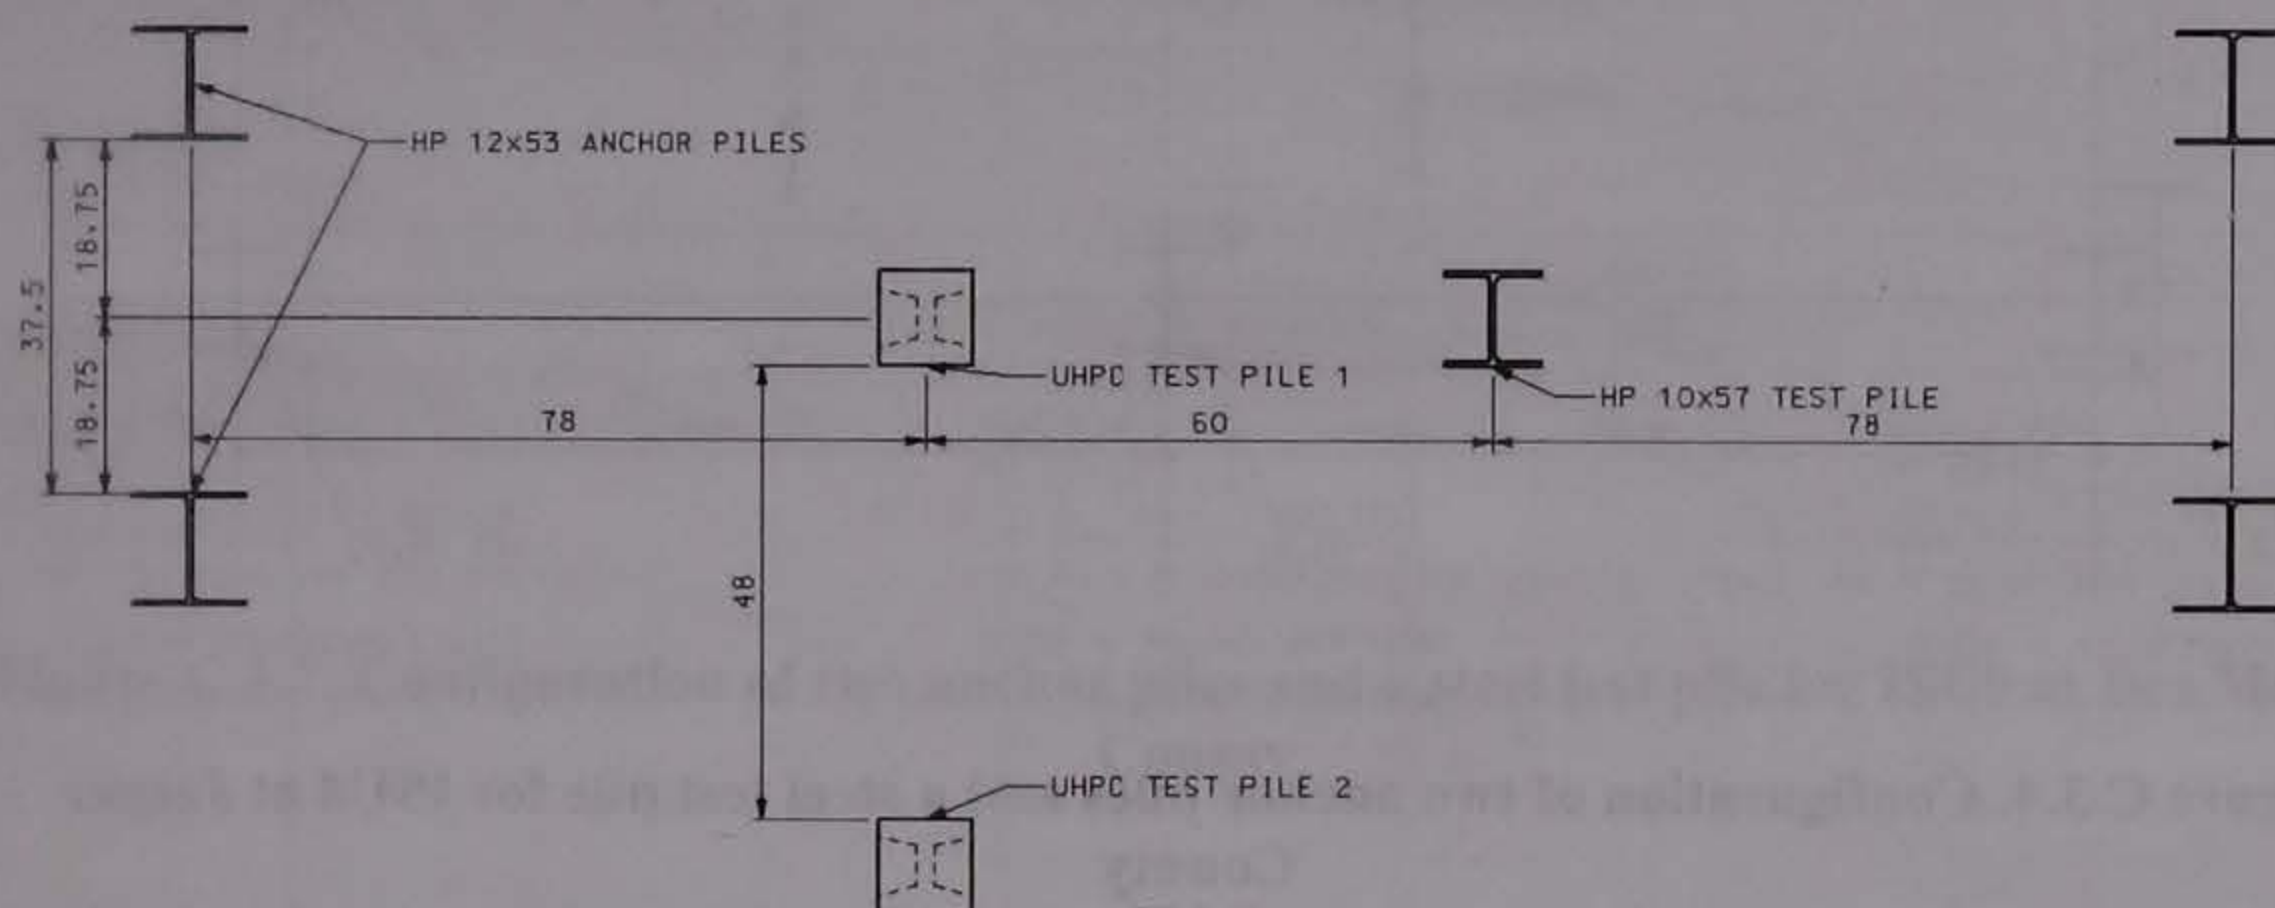 HP 12x53 ANCHOR PILES
18.75
37.5
18.75
UHPC TEST PILE 1
HP 10x57 TEST PILE
78
60
78
48
UHPC TEST PILE 2